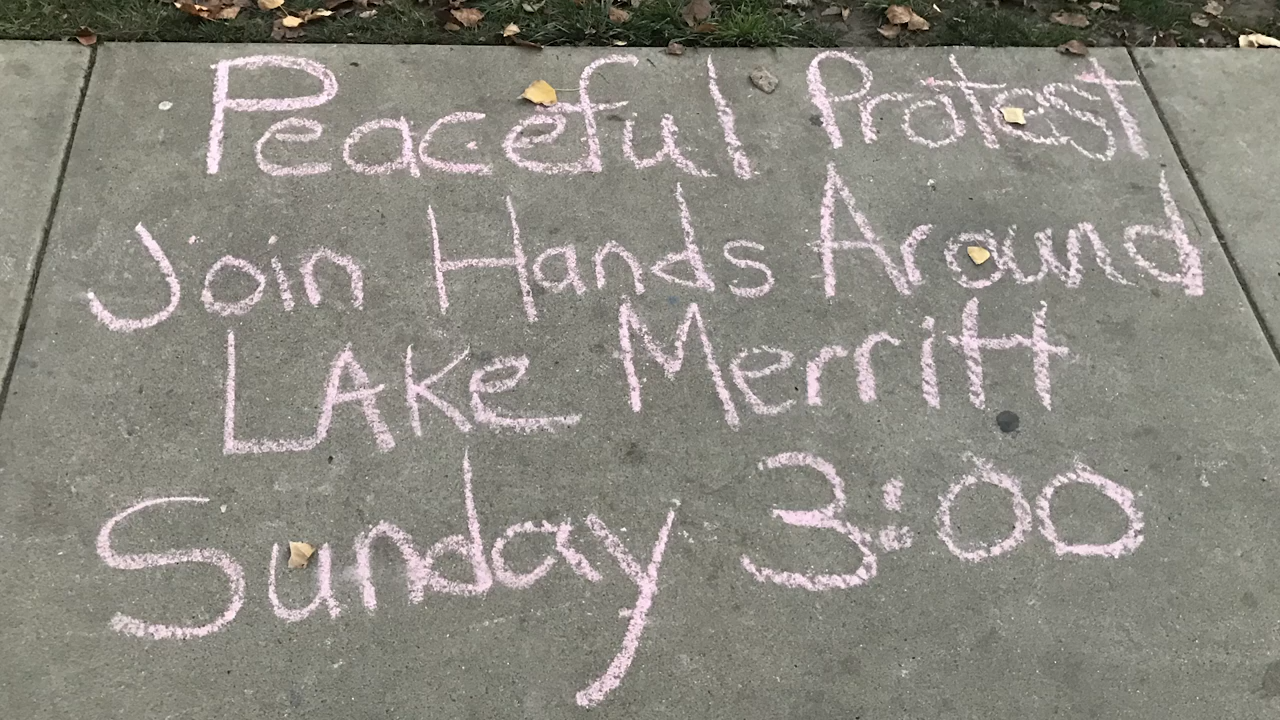 Peaceful Protest
Join Hands Around
LAKe Merritt
Sunday 3:00